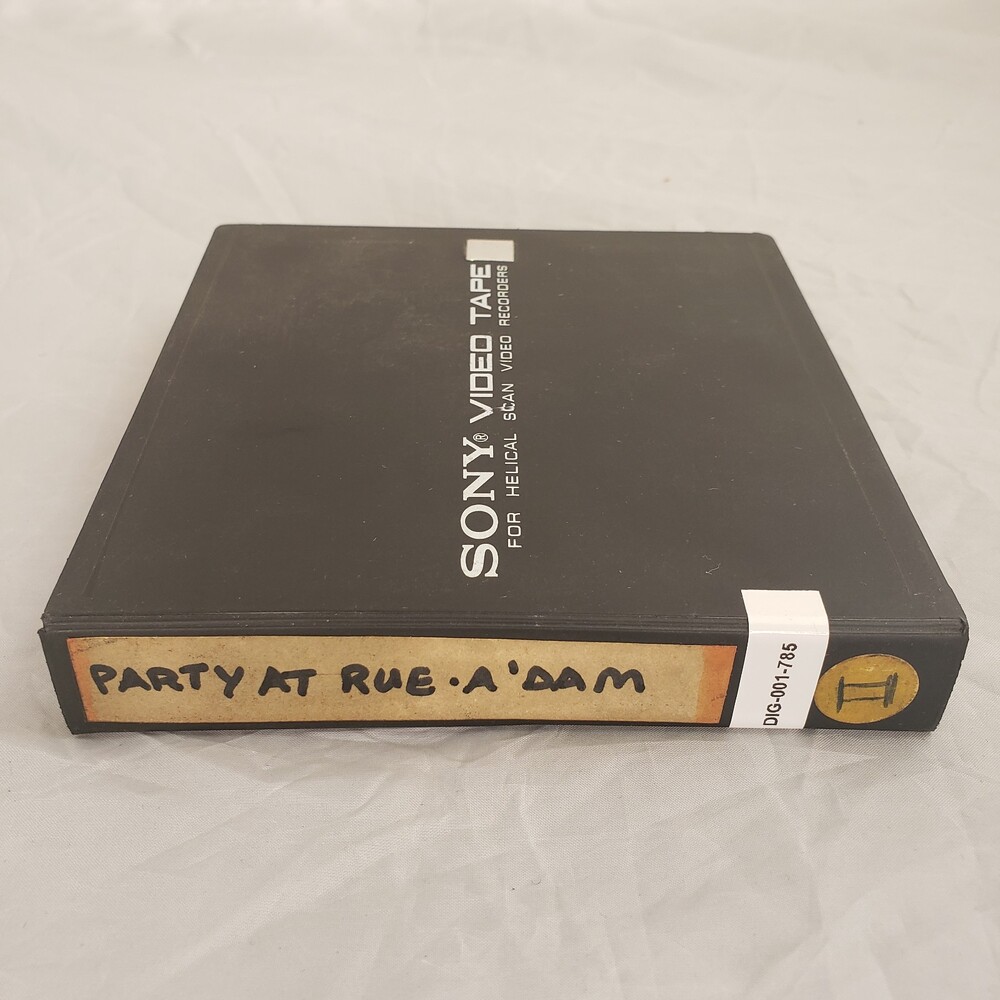 SONY® VIDEO TAPE
FOR HELICAL SCAN VIDEO RECORDERS
PARTY AT RUE·A'DAM
DIG-001-785
II